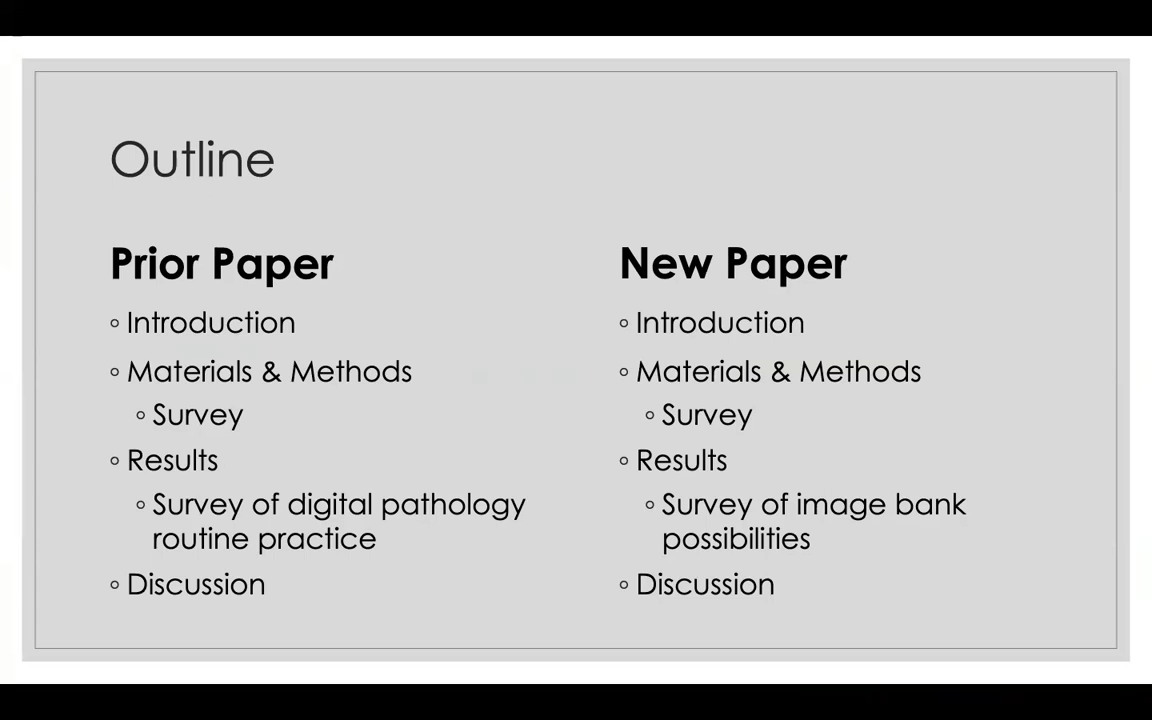 Outline
Prior Paper
◦ Introduction
◦ Materials & Methods
◦ Survey
◦ Results
◦ Survey of digital pathology
routine practice
◦ Discussion
New Paper
◦ Introduction
◦ Materials & Methods
◦ Survey
◦ Results
◦ Survey of image bank
possibilities
◦ Discussion